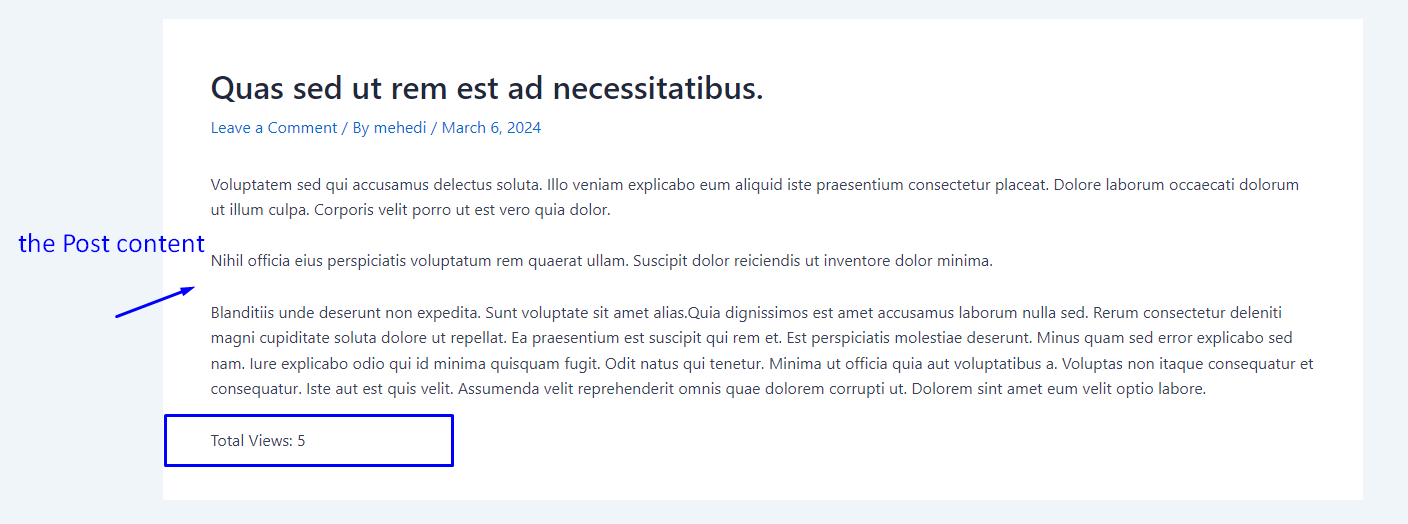 Quas sed ut rem est ad necessitatibus.
Leave a Comment / By mehedi / March 6, 2024
Voluptatem sed qui accusamus delectus soluta. Illo veniam explicabo eum aliquid iste praesentium consectetur placeat. Dolore laborum occaecati dolorum
ut illum culpa. Corporis velit porro ut est vero quia dolor.
the Post content
Nihil officia eius perspiciatis voluptatum rem quaerat ullam. Suscipit dolor reiciendis ut inventore dolor minima.
Blanditiis unde deserunt non expedita. Sunt voluptate sit amet alias.Quia dignissimos est amet accusamus laborum nulla sed. Rerum consectetur deleniti
magni cupiditate soluta dolore ut repellat. Ea praesentium est suscipit qui rem et. Est perspiciatis molestiae deserunt. Minus quam sed error explicabo sed
nam. Iure explicabo odio qui id minima quisquam fugit. Odit natus qui tenetur. Minima ut officia quia aut voluptatibus a. Voluptas non itaque consequatur et
consequatur. Iste aut est quis velit. Assumenda velit reprehenderit omnis quae dolorem corrupti ut. Dolorem sint amet eum velit optio labore.
Total Views: 5